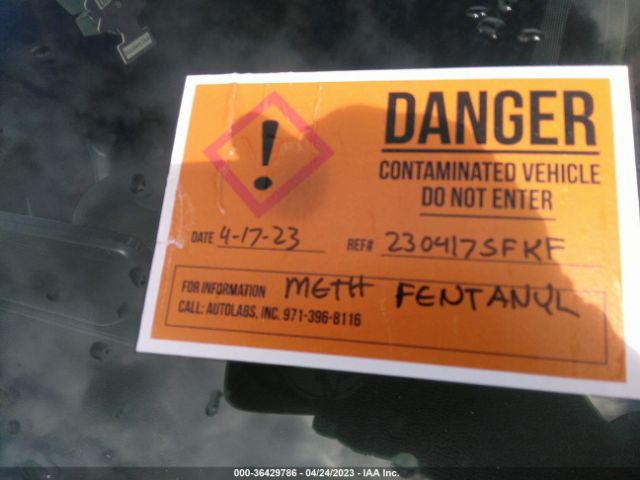 DANGER
CONTAMINATED VEHICLE
DO NOT ENTER
DATE 4-17-23 REF# 230417SFKF
FOR INFORMATION METH FENTANYL
CALL: AUTOLABS, INC. 971-396-8116
000-36429786 - 04/24/2023 - IAA Inc.